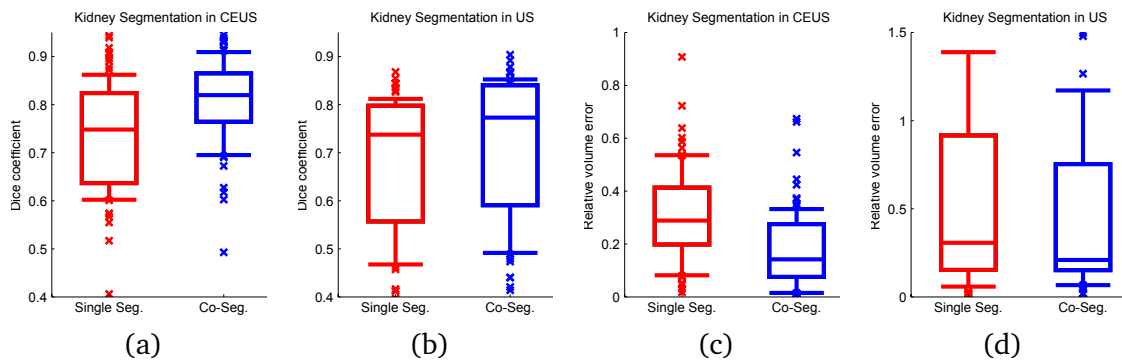 Kidney Segmentation in CEUS
Dice coefficient
0.9
0.8
0.7
0.6
0.5
0.4
Single Seg.
Co-Seg.
(a)
Kidney Segmentation in US
Dice coefficient
0.9
0.8
0.7
0.6
0.5
0.4
Single Seg.
Co-Seg.
(b)
Kidney Segmentation in CEUS
Relative volume error
1
0.8
0.6
0.4
0.2
0
Single Seg.
Co-Seg.
(c)
Kidney Segmentation in US
Relative volume error
1.5
1
0.5
0
Single Seg.
Co-Seg.
(d)